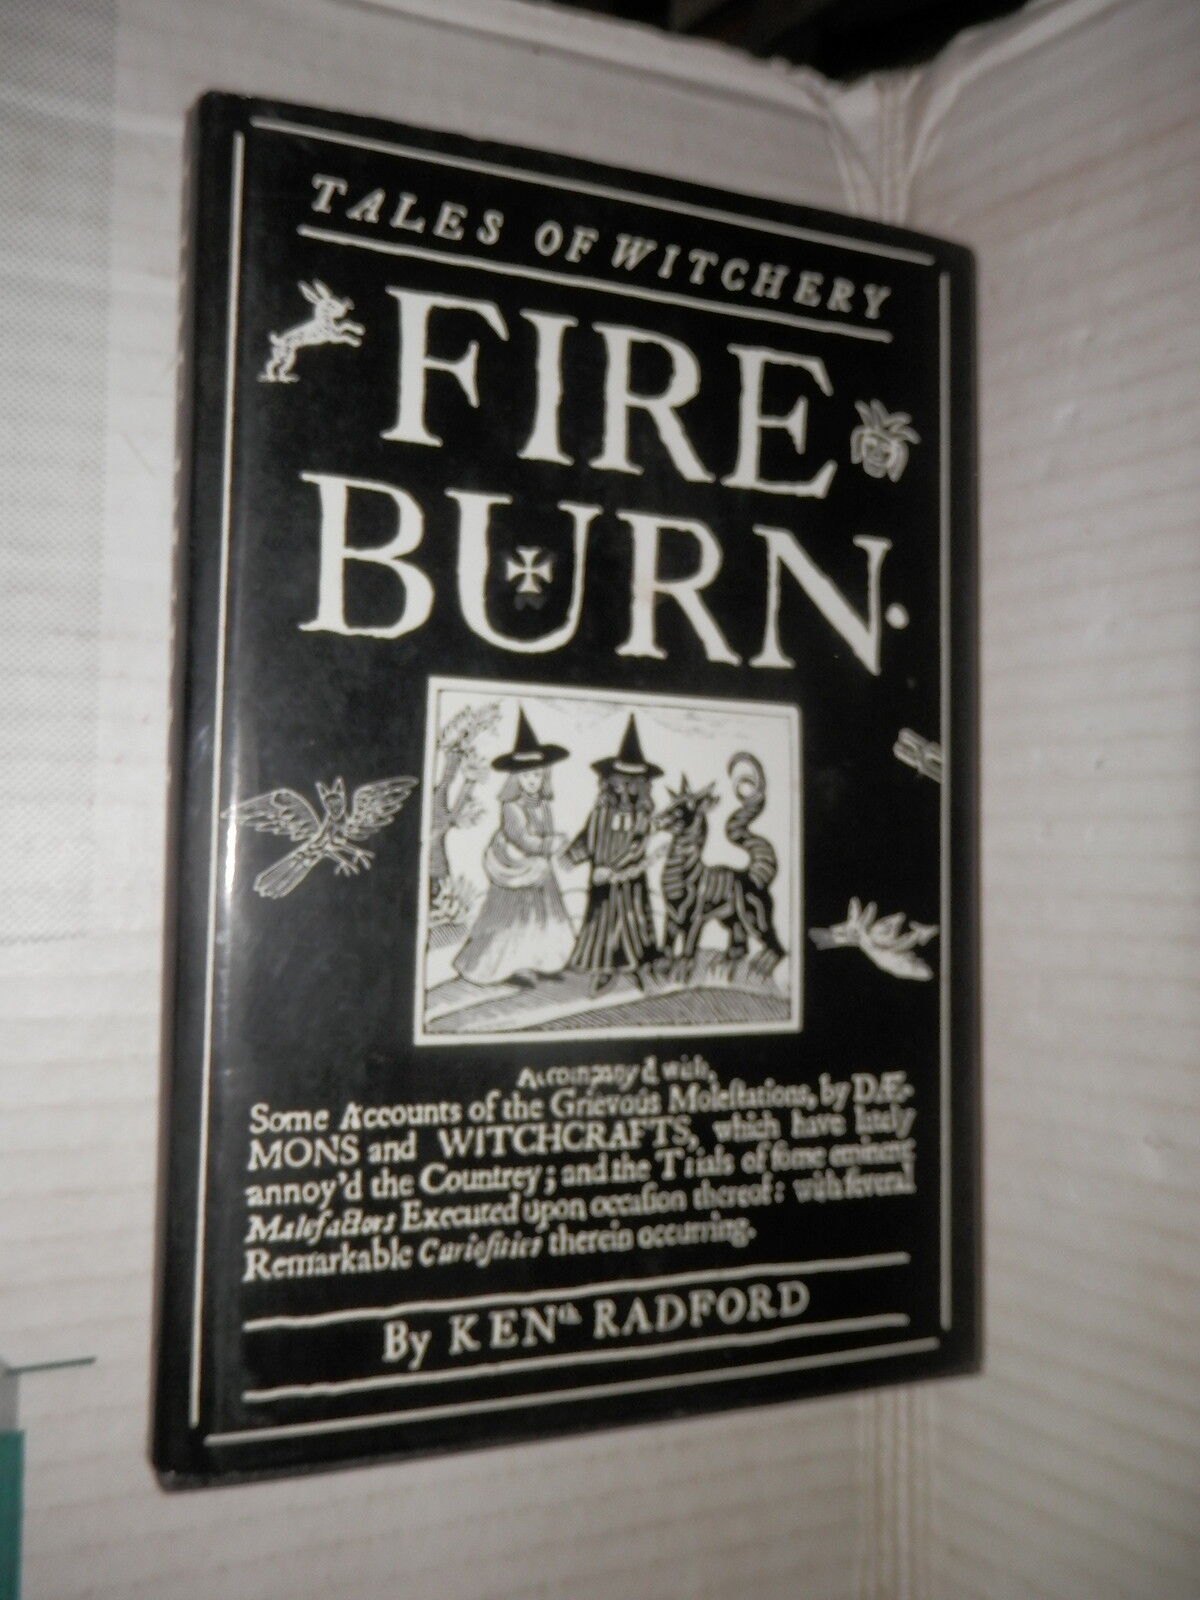 TALES OF WITCHERY
FIRE
BURN.
Accompany'd with,
Some Accounts of the Grievous Moleſtations, by DÆ-
MONS and WITCHCRAFTS, which have lately
annoy'd the Countrey; and the Trials of ſome eminent
Malefactors Executed upon occaſion thereof: with ſeveral
Remarkable Curioſities therein occurring.
By KENth RADFORD